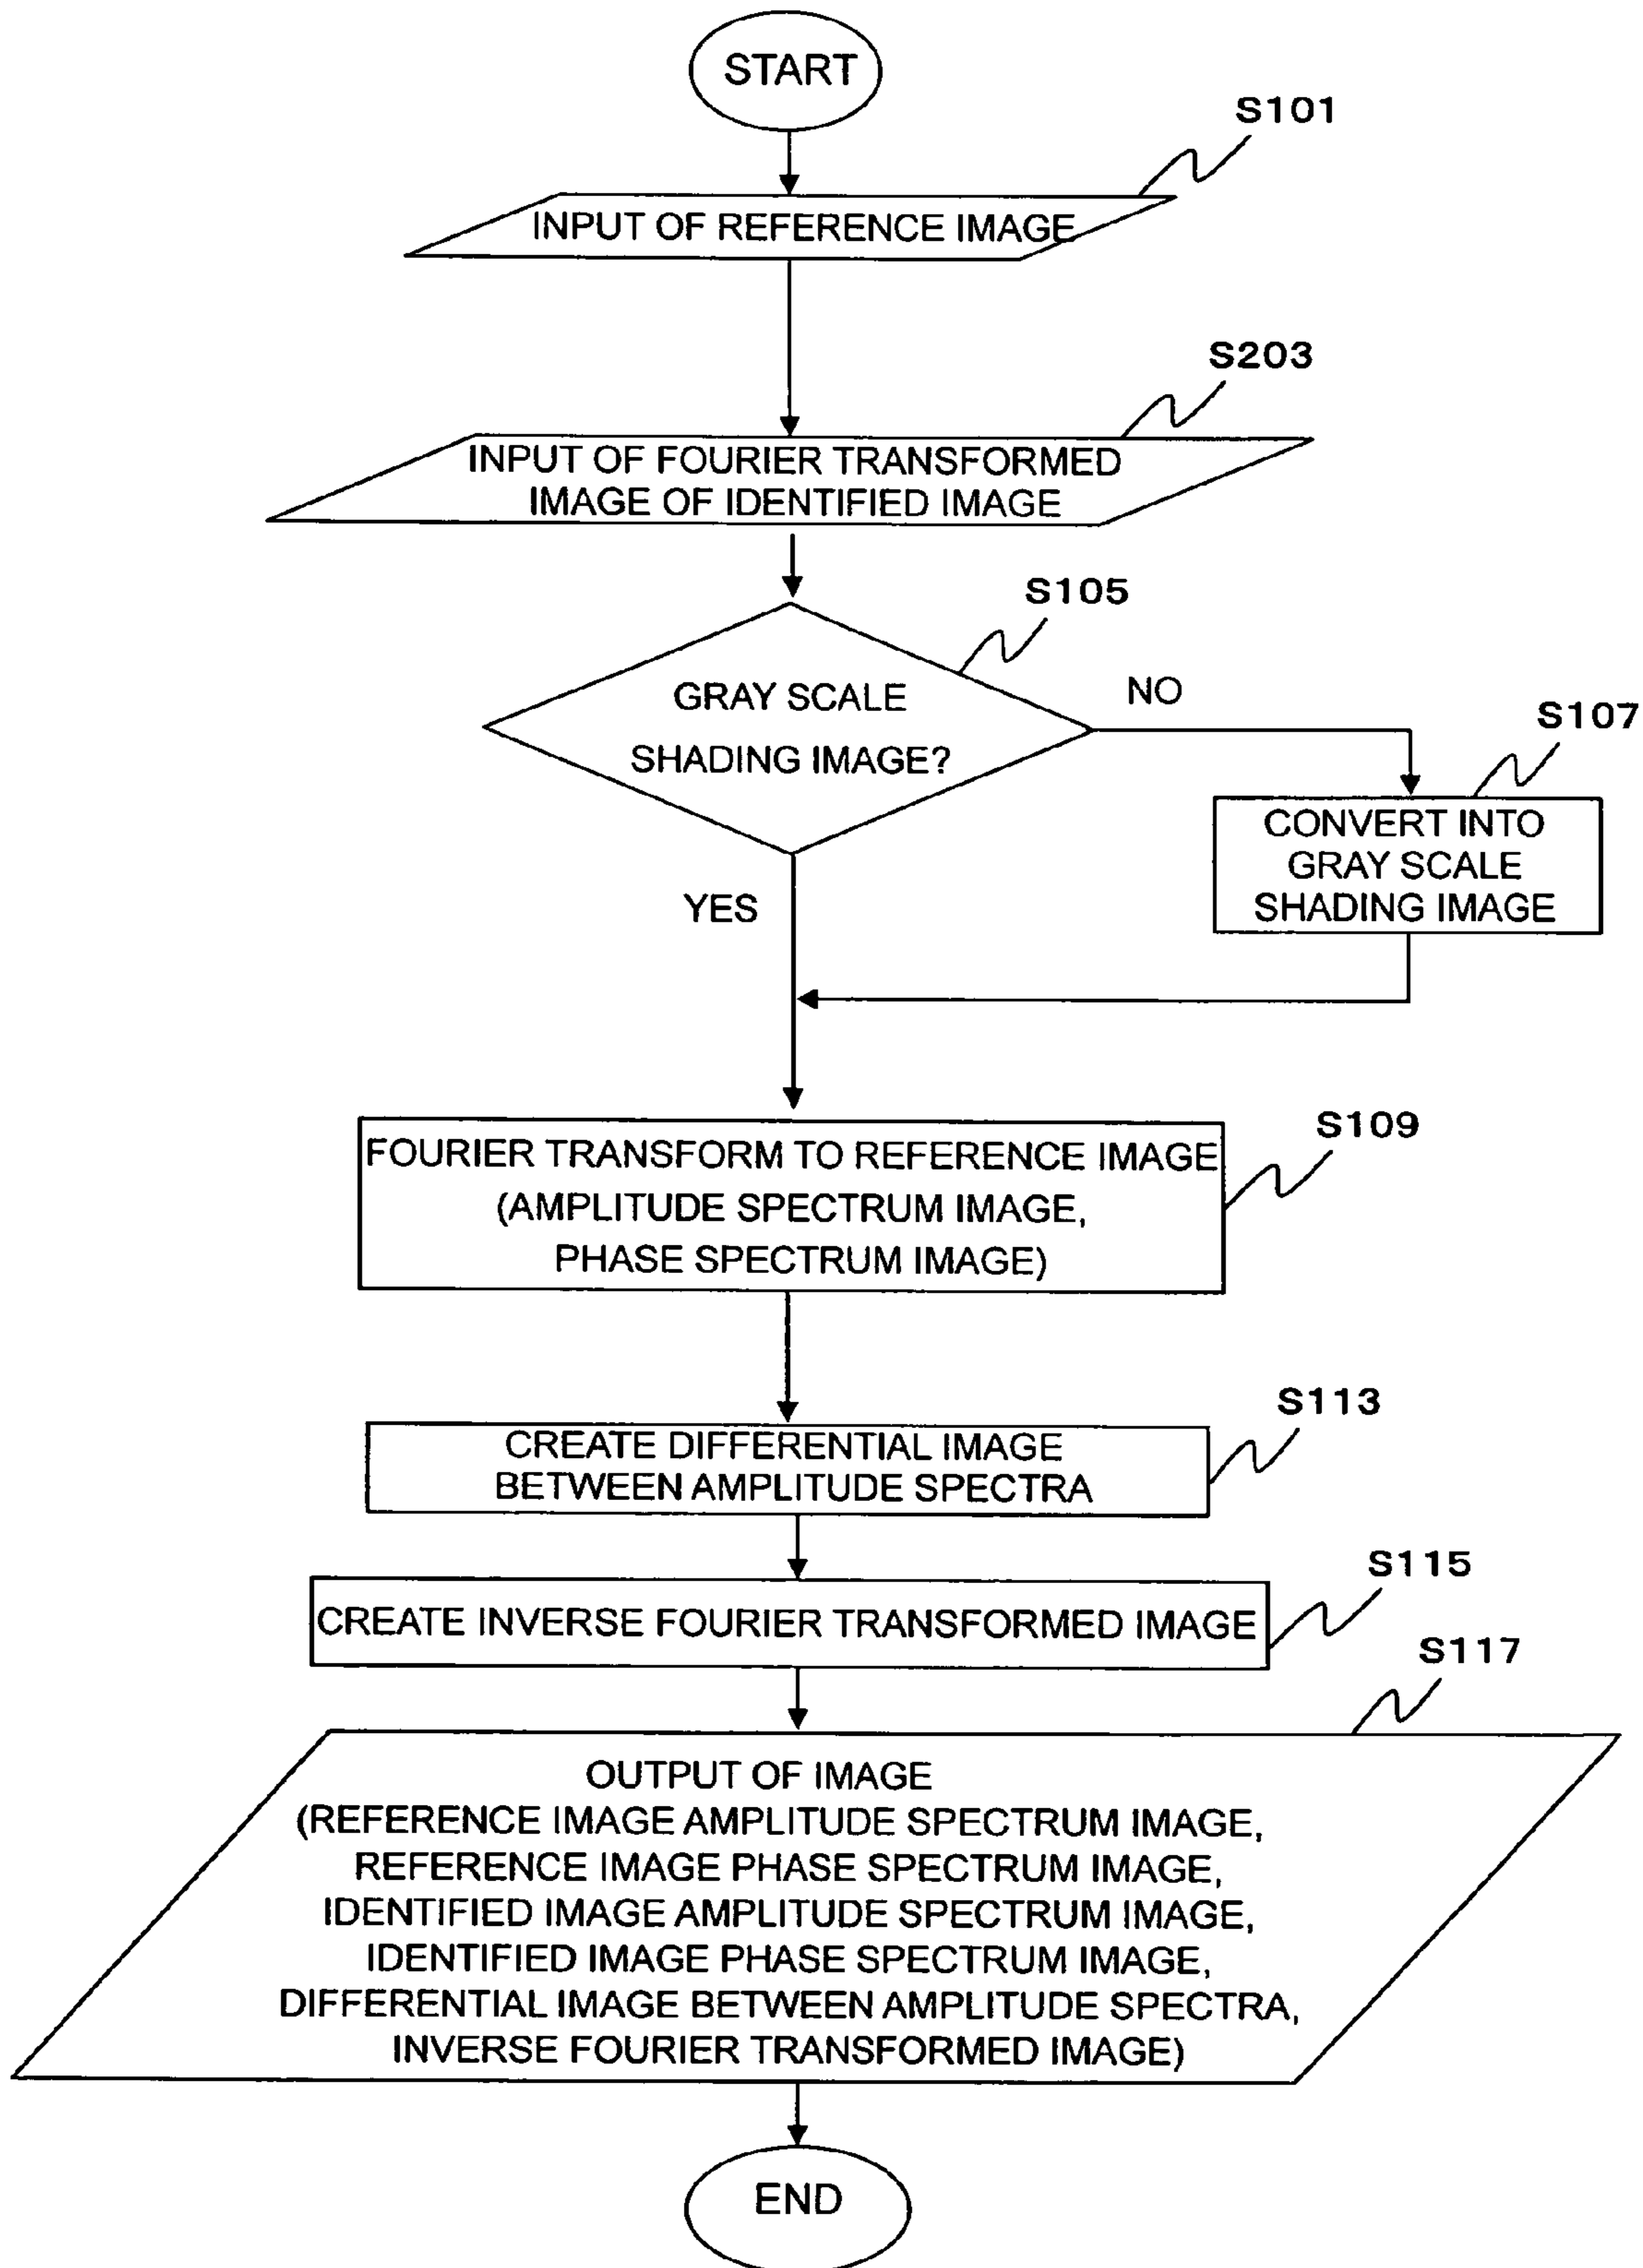 START
S101
INPUT OF REFERENCE IMAGE
S203
INPUT OF FOURIER TRANSFORMED
IMAGE OF IDENTIFIED IMAGE
S105
GRAY SCALE
SHADING IMAGE?
NO
S107
CONVERT INTO
GRAY SCALE
SHADING IMAGE
YES
S109
FOURIER TRANSFORM TO REFERENCE IMAGE
(AMPLITUDE SPECTRUM IMAGE,
PHASE SPECTRUM IMAGE)
S113
CREATE DIFFERENTIAL IMAGE
BETWEEN AMPLITUDE SPECTRA
S115
CREATE INVERSE FOURIER TRANSFORMED IMAGE
S117
OUTPUT OF IMAGE
(REFERENCE IMAGE AMPLITUDE SPECTRUM IMAGE,
REFERENCE IMAGE PHASE SPECTRUM IMAGE,
IDENTIFIED IMAGE AMPLITUDE SPECTRUM IMAGE,
IDENTIFIED IMAGE PHASE SPECTRUM IMAGE,
DIFFERENTIAL IMAGE BETWEEN AMPLITUDE SPECTRA,
INVERSE FOURIER TRANSFORMED IMAGE)
END